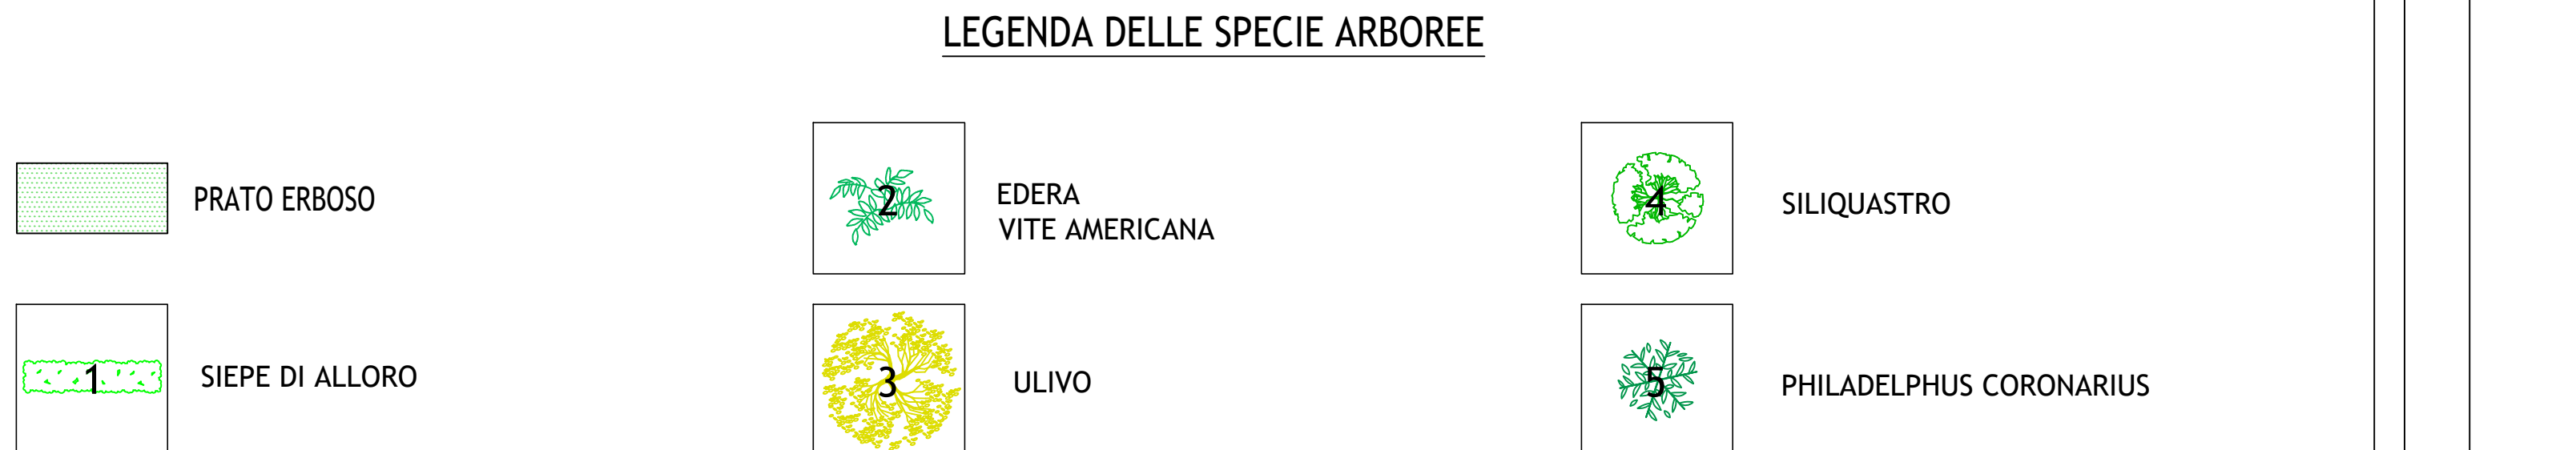 LEGENDA DELLE SPECIE ARBOREE
PRATO ERBOSO
1
SIEPE DI ALLORO
2
EDERA
VITE AMERICANA
3
ULIVO
4
SILIQUASTRO
5
PHILADELPHUS CORONARIUS